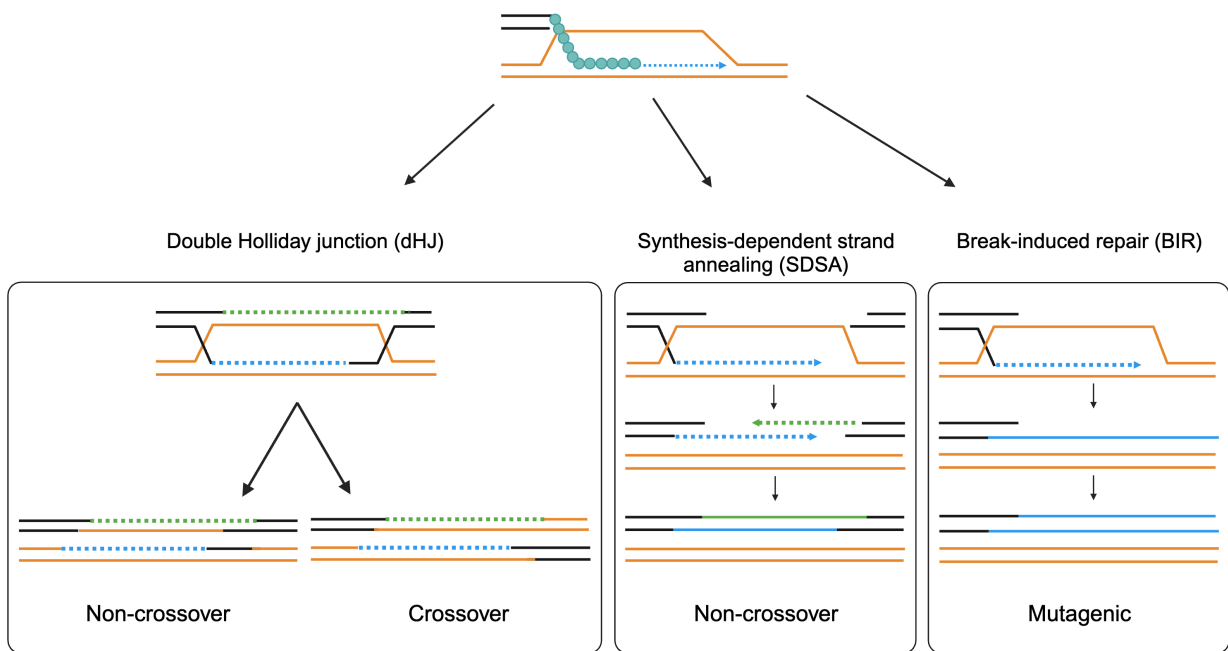 Double Holliday junction (dHJ)
Synthesis-dependent strand
annealing (SDSA)
Break-induced repair (BIR)
Non-crossover
Crossover
Non-crossover
Mutagenic